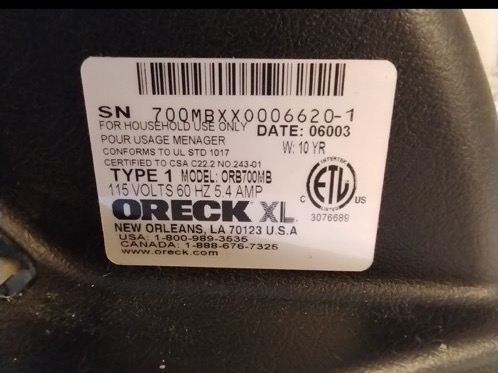 SN 700MBXX0006620-1
FOR HOUSEHOLD USE ONLY DATE: 06003
POUR USAGE MENAGER W: 10 YR
CONFORMS TO UL STD 1017
CERTIFIED TO CSA C22.2 NO.243-01
TYPE 1 MODEL: ORB700MB
115 VOLTS 60 HZ 5.4 AMP
INTERTEK
ETL
C US
3076689
ORECK XL
NEW ORLEANS, LA 70123 U.S.A
USA: 1-800-989-3535
CANADA: 1-888-676-7325
www.oreck.com